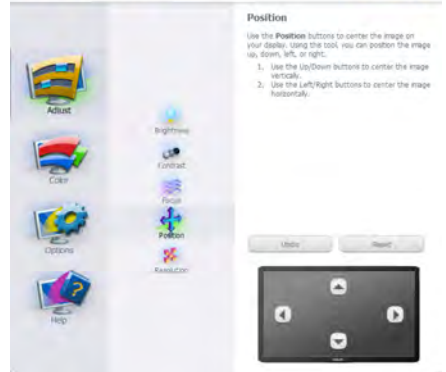 Position
Use the Position buttons to center the image on
your display. Using the tool, you can position the image
up, down, left, or right.
1. Use the Up/Down buttons to center the image
vertically.
2. Use the Left/Right buttons to center the image
horizontally.
Adjust
Color
Options
Help
Brightness
Contrast
Focus
Position
Resolution
Undo
Reset